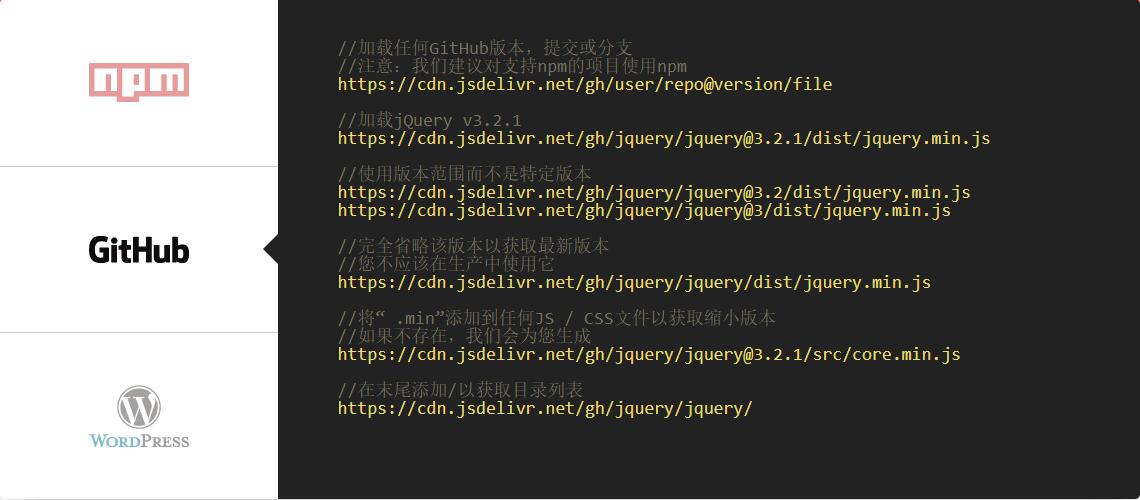 npm
GitHub
WORDPRESS
//加载任何GitHub版本，提交或分支
//注意：我们建议对支持npm的项目使用npm
https://cdn.jsdelivr.net/gh/user/repo@version/file
//加载jQuery v3.2.1
https://cdn.jsdelivr.net/gh/jquery/jquery@3.2.1/dist/jquery.min.js
//使用版本范围而不是特定版本
https://cdn.jsdelivr.net/gh/jquery/jquery@3.2/dist/jquery.min.js
https://cdn.jsdelivr.net/gh/jquery/jquery@3/dist/jquery.min.js
//完全省略该版本以获取最新版本
//您不应该在生产中使用它
https://cdn.jsdelivr.net/gh/jquery/jquery/dist/jquery.min.js
//将“ .min”添加到任何JS / CSS文件以获取缩小版本
//如果不存在，我们会为您生成
https://cdn.jsdelivr.net/gh/jquery/jquery@3.2.1/src/core.min.js
//在末尾添加/以获取目录列表
https://cdn.jsdelivr.net/gh/jquery/jquery/